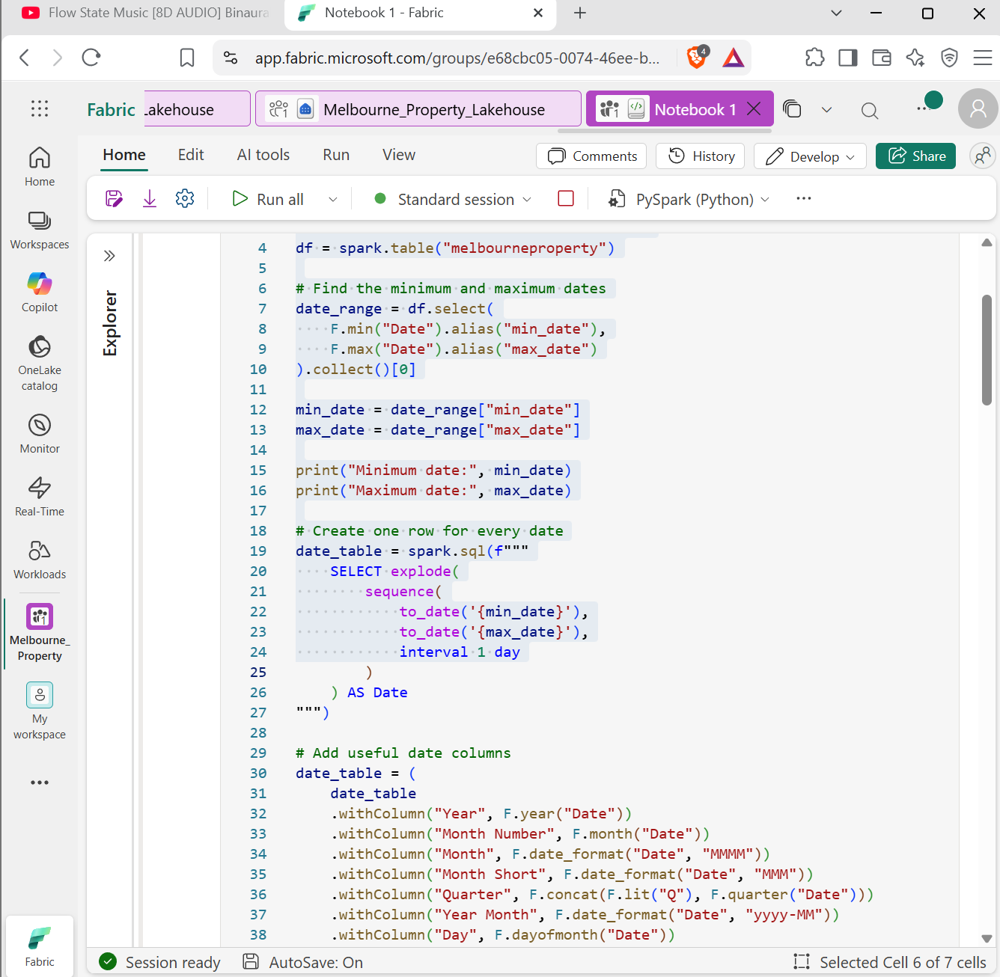 Flow State Music [8D AUDIO] Binaura
Notebook 1 - Fabric
app.fabric.microsoft.com/groups/e68cbc05-0074-46ee-b...
4
Fabric
Lakehouse
1
Melbourne_Property_Lakehouse
1
Notebook 1
Home
Edit
AI tools
Run
View
Comments
History
Develop
Share
Run all
Standard session
PySpark (Python)
Home
Workspaces
Copilot
OneLake
catalog
Monitor
Real-Time
Workloads
1
Melbourne_
Property
My
workspace
Fabric
Explorer
4 df = spark.table("melbourneproperty")
5
6 # Find the minimum and maximum dates
7 date_range = df.select(
8     F.min("Date").alias("min_date"),
9     F.max("Date").alias("max_date")
10 ).collect()[0]
11
12 min_date = date_range["min_date"]
13 max_date = date_range["max_date"]
14
15 print("Minimum date:", min_date)
16 print("Maximum date:", max_date)
17
18 # Create one row for every date
19 date_table = spark.sql(f"""
20     SELECT explode(
21         sequence(
22             to_date('{min_date}'),
23             to_date('{max_date}'),
24             interval 1 day
25         )
26     ) AS Date
27 """)
28
29 # Add useful date columns
30 date_table = (
31     date_table
32     .withColumn("Year", F.year("Date"))
33     .withColumn("Month Number", F.month("Date"))
34     .withColumn("Month", F.date_format("Date", "MMMM"))
35     .withColumn("Month Short", F.date_format("Date", "MMM"))
36     .withColumn("Quarter", F.concat(F.lit("Q"), F.quarter("Date")))
37     .withColumn("Year Month", F.date_format("Date", "yyyy-MM"))
38     .withColumn("Day", F.dayofmonth("Date"))
Session ready
AutoSave: On
Selected Cell 6 of 7 cells